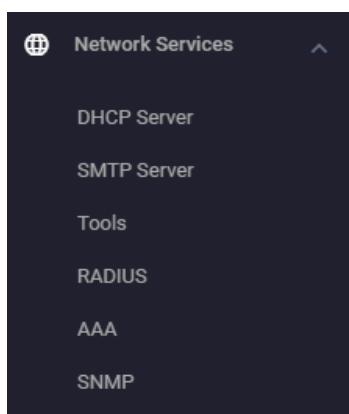 Network Services
DHCP Server
SMTP Server
Tools
RADIUS
AAA
SNMP